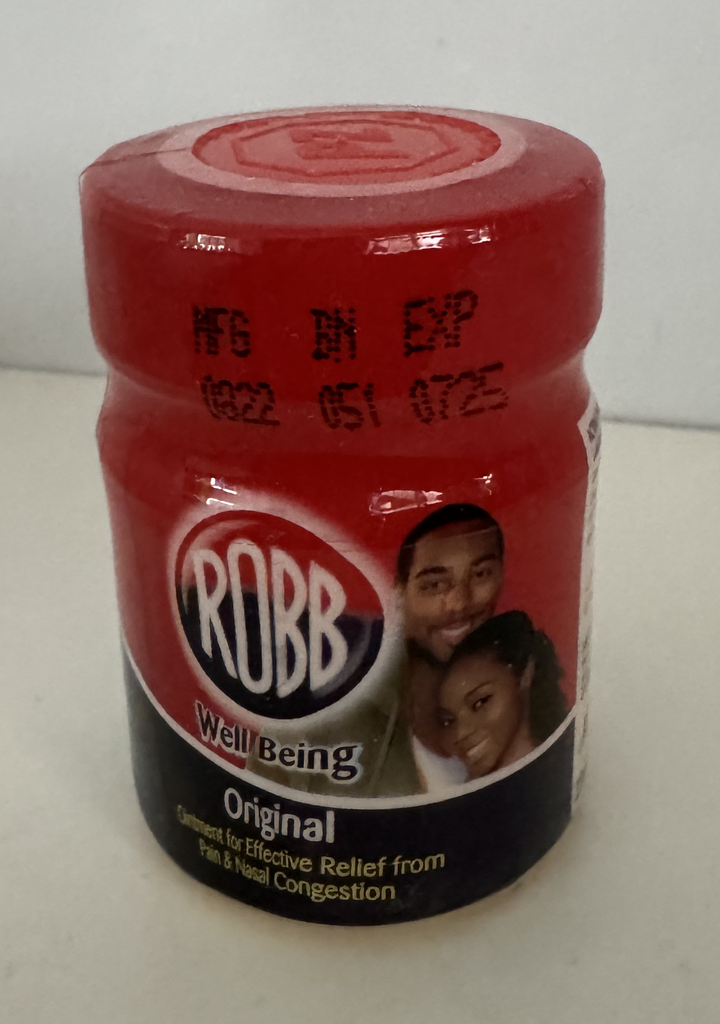 MFG BN EXP
0822 051 0725
ROBB
Well Being
Original
Ointment for Effective Relief from
Pain & Nasal Congestion